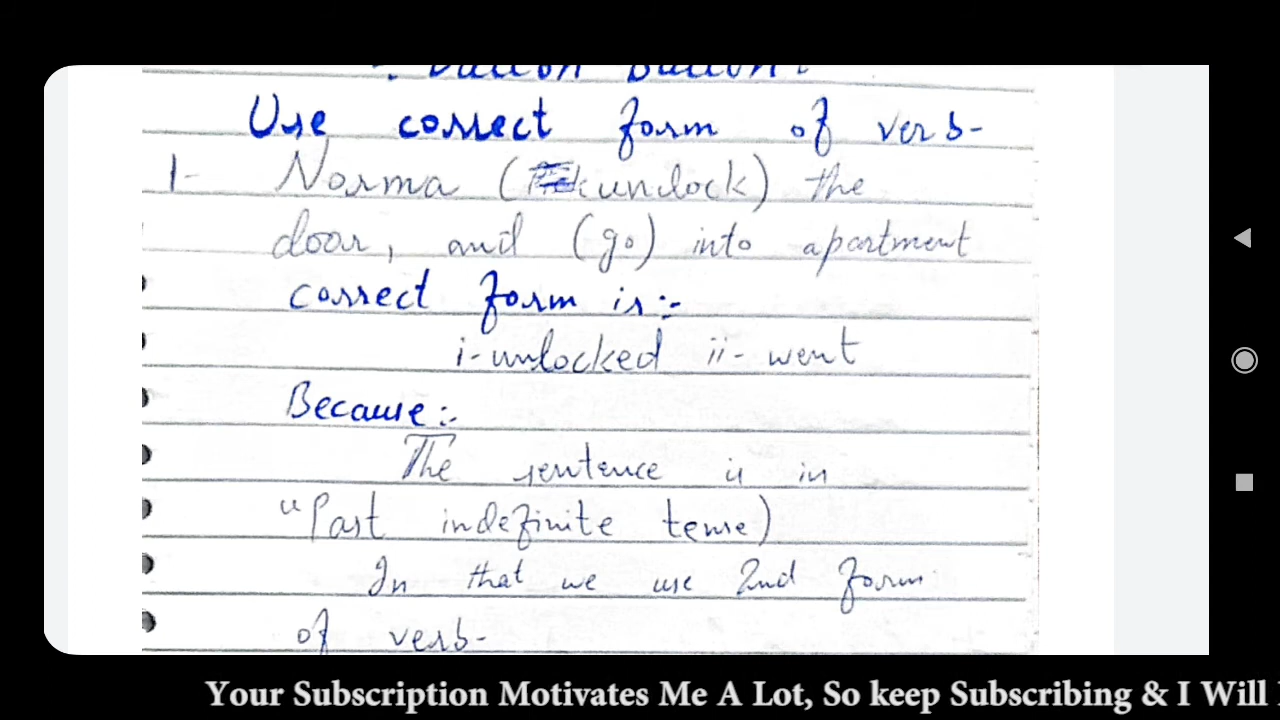 : Button Button :
Use correct form of verb-
1- Norma (unlock) the
door, and (go) into apartment
correct form is:-
i- unlocked ii- went
Because:-
The sentence is in
"Past indefinite tense)
In that we use 2nd form
of verb-
Your Subscription Motivates Me A Lot, So keep Subscribing & I Will